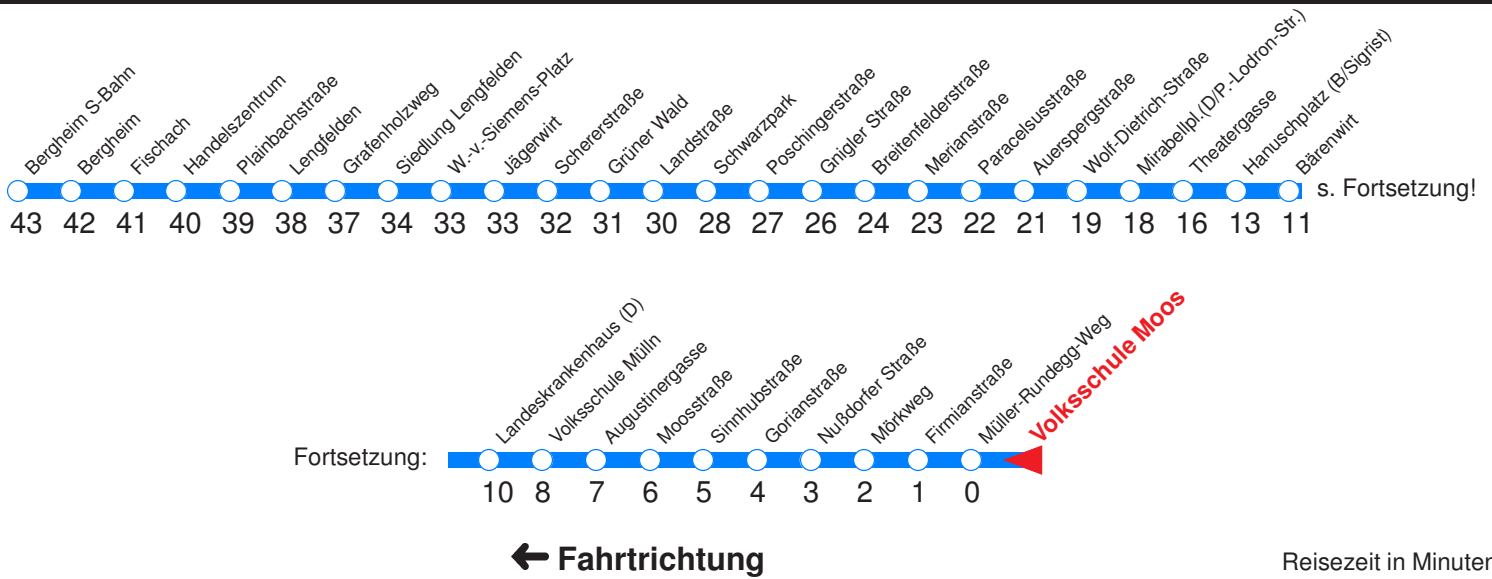 Bergheim S-Bahn
Bergheim
Fischach
Handelszentrum
Plainbachstraße
Lengfelden
Grafenholzweg
Siedlung Lengfelden
W.-v.-Siemens-Platz
Jägerwirt
Schererstraße
Grüner Wald
Landstraße
Schwarzpark
Poschingerstraße
Gnigler Straße
Breitenfelderstraße
Merianstraße
Paracelsusstraße
Auerspergstraße
Wolf-Dietrich-Straße
Mirabellpl.(D/P.-Lodron-Str.)
Theatergasse
Hanuschplatz (B/Sigrist)
Bärenwirt
s. Fortsetzung!
43 42 41 40 39 38 37 34 33 33 32 31 30 28 27 26 24 23 22 21 19 18 16 13 11
Fortsetzung:
Landeskrankenhaus (D)
Volksschule Mülln
Augustinergasse
Moosstraße
Sinnhubstraße
Gorianstraße
Nußdorfer Straße
Mörkweg
Firmianstraße
Müller-Rundegg-Weg
Volksschule Moos
10 8 7 6 5 4 3 2 1 0
Fahrtrichtung
Reisezeit in Minuten